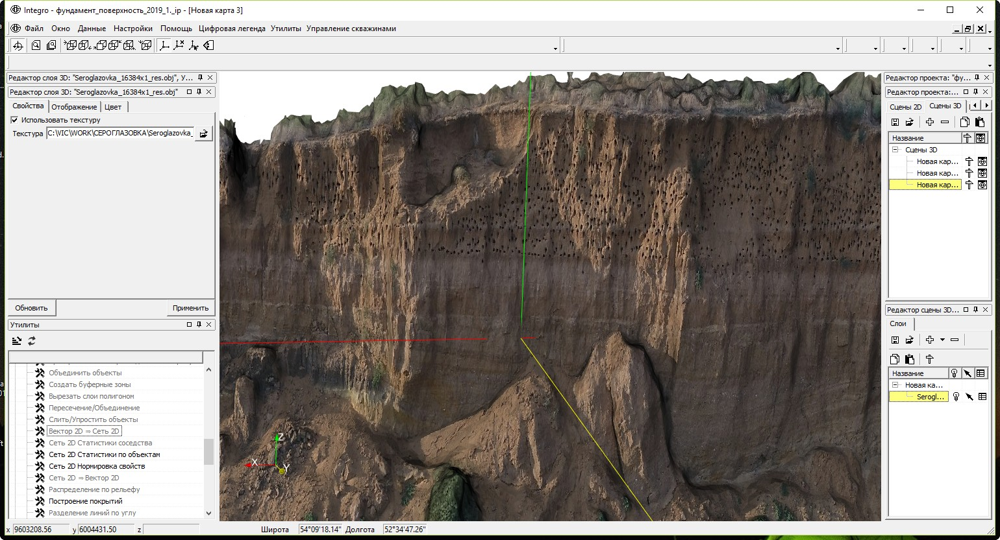 Integro - фундамент_поверхность_2019_1._ip - [Новая карта 3]
Файл Окно Данные Настройки Помощь Цифровая легенда Утилиты Управление скважинами
Редактор слоя 3D: "Seroglazovka_16384x1_res.obj", У...
Редактор слоя 3D: "Seroglazovka_16384x1_res.obj"
Свойства Отображение Цвет
Использовать текстуру
Текстура C:\VIC\WORK\СЕРОГЛАЗОВКА\Seroglazovka_
Обновить Применить
Утилиты
Объединить объекты
Создать буферные зоны
Вырезать слои полигоном
Пересечение/Объединение
Слить/Упростить объекты
Вектор 2D ⇒ Сеть 2D
Сеть 2D Статистики соседства
Сеть 2D Статистики по объектам
Сеть 2D Нормировка свойств
Сеть 2D ⇒ Вектор 2D
Распределение по рельефу
Построение покрытий
Разделение линий по углу
Z
X
Y
Редактор проекта: "фу...
Редактор проекта:...
Сцены 2D Сцены 3D
Название
Сцены 3D
Новая кар...
Новая кар...
Новая кар...
Редактор сцены 3D...
Слои
Название
Новая ка...
Serogl...
x 9603208.56 y 6004431.50 z Широта 54°09'18.14" Долгота 52°34'47.26"